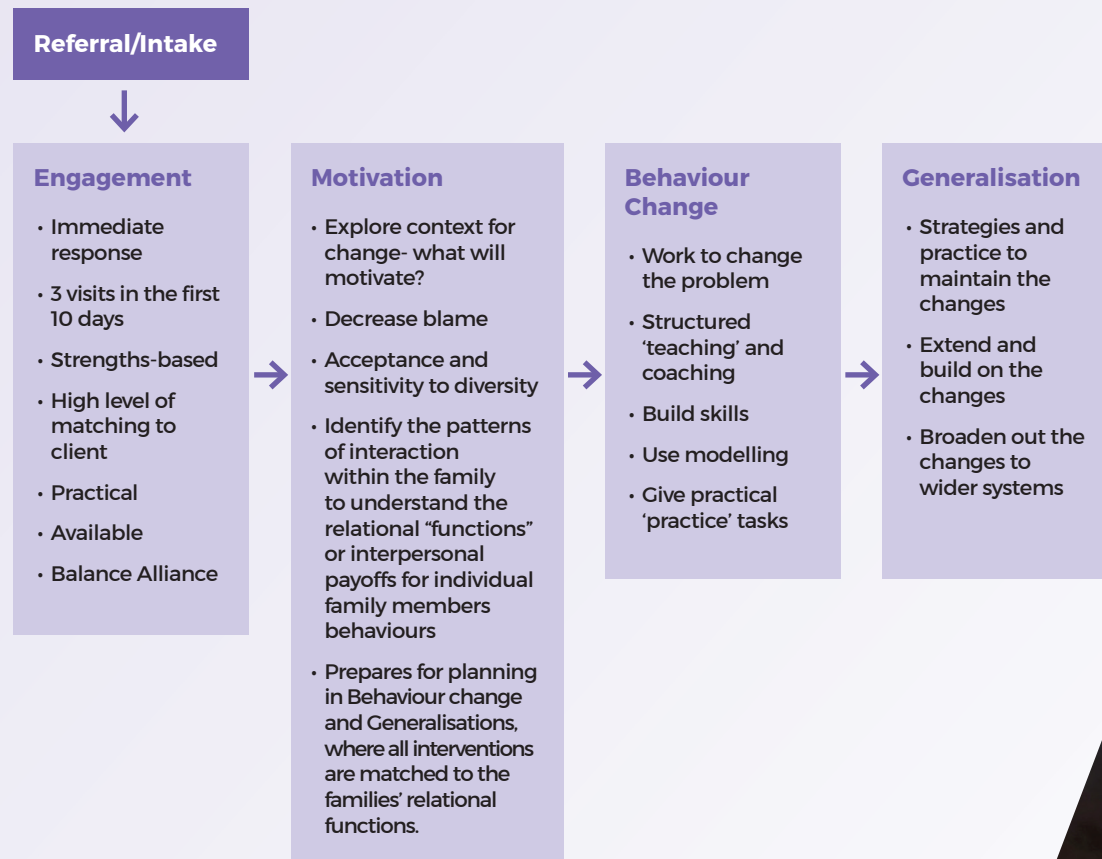 Referral/Intake
Engagement
• Immediate
response
• 3 visits in the first
10 days
• Strengths-based
• High level of
matching to
client
• Practical
• Available
• Balance Alliance
Motivation
• Explore context for
change- what will
motivate?
• Decrease blame
• Acceptance and
sensitivity to diversity
• Identify the patterns
of interaction
within the family
to understand the
relational “functions”
or interpersonal
payoffs for individual
family members
behaviours
• Prepares for planning
in Behaviour change
and Generalisations,
where all interventions
are matched to the
families’ relational
functions.
Behaviour
Change
• Work to change
the problem
• Structured
‘teaching’ and
coaching
• Build skills
• Use modelling
• Give practical
‘practice’ tasks
Generalisation
• Strategies and
practice to
maintain the
changes
• Extend and
build on the
changes
• Broaden out the
changes to
wider systems